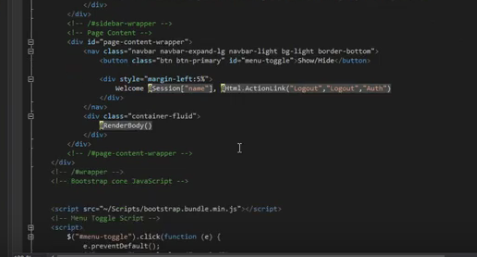 </div>
</div>
<!-- /#sidebar-wrapper -->
<!-- Page Content -->
<div id="page-content-wrapper">
<nav class="navbar navbar-expand-lg navbar-light bg-light border-bottom">
<button class="btn btn-primary" id="menu-toggle">Show/Hide</button>
<div style="margin-left:5%">
Welcome @Session["name"], @Html.ActionLink("Logout","Logout","Auth")
</div>
</nav>
<div class="container-fluid">
@RenderBody()
</div>
</div>
<!-- /#page-content-wrapper -->
</div>
<!-- /#wrapper -->
<!-- Bootstrap core JavaScript -->
<script src="~/Scripts/bootstrap.bundle.min.js"></script>
<!-- Menu Toggle Script -->
<script>
$("#menu-toggle").click(function (e) {
e.preventDefault();